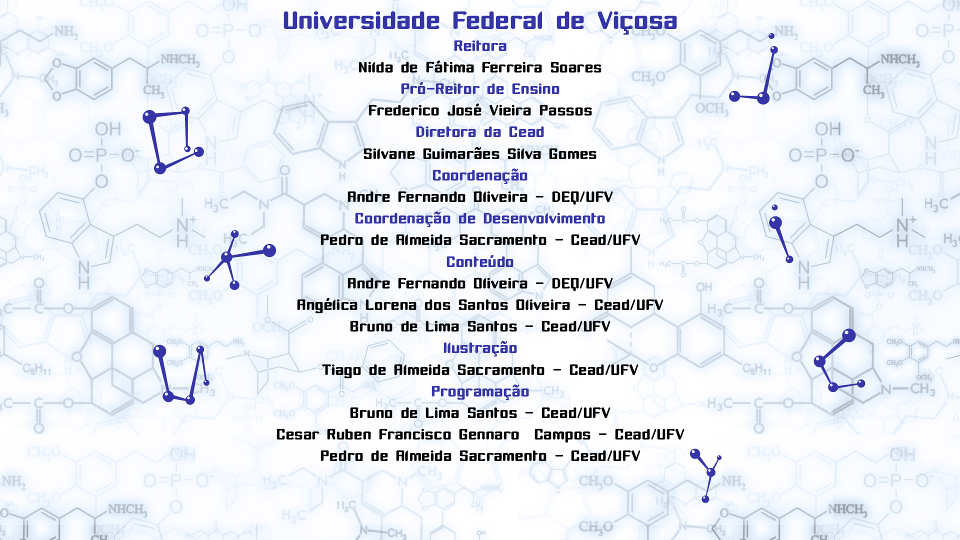 Universidade Federal de Viçosa
Reitora
Nilda de Fátima Ferreira Soares
Pró-Reitor de Ensino
Frederico José Vieira Passos
Diretora da Cead
Silvane Guimarães Silva Gomes
Coordenação
Andre Fernando Oliveira - DEQ/UFV
Coordenação de Desenvolvimento
Pedro de Almeida Sacramento - Cead/UFV
Conteúdo
Andre Fernando Oliveira - DEQ/UFV
Angélica Lorena dos Santos Oliveira - Cead/UFV
Bruno de Lima Santos - Cead/UFV
Ilustração
Tiago de Almeida Sacramento - Cead/UFV
Programação
Bruno de Lima Santos - Cead/UFV
Cesar Ruben Francisco Gennaro  Campos - Cead/UFV
Pedro de Almeida Sacramento - Cead/UFV